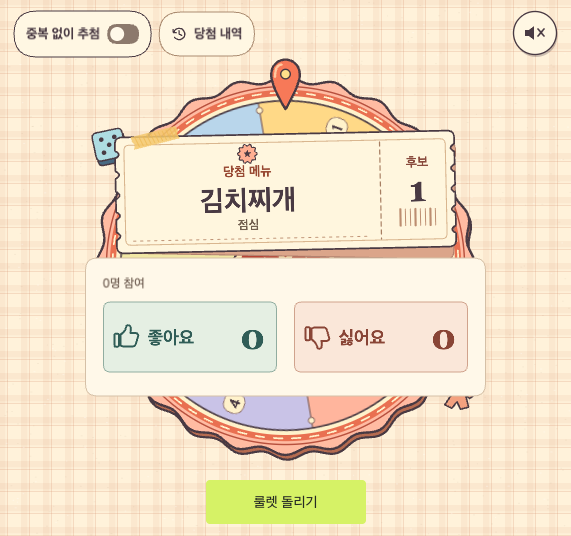 중복 없이 추첨
당첨 내역
1
당첨 메뉴
김치찌개
점심
후보
1
0명 참여
좋아요 0
싫어요 0
4
룰렛 돌리기